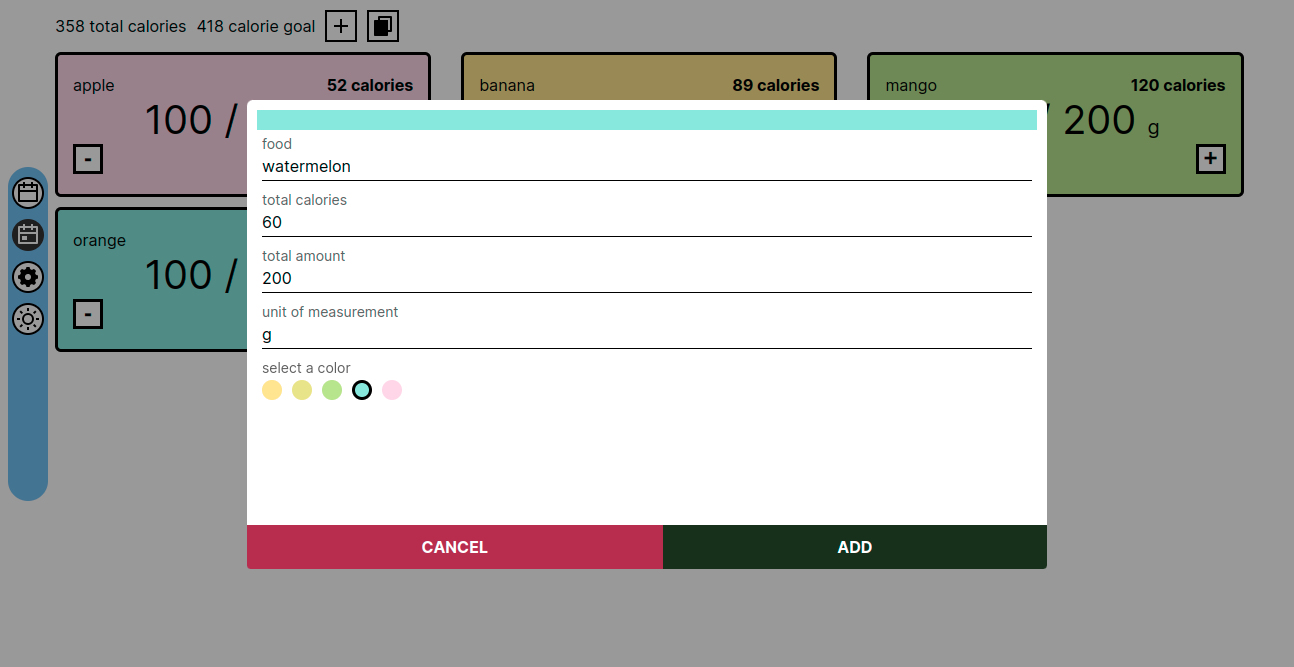 358 total calories 418 calorie goal
apple 52 calories
100 /
-
banana 89 calories
mango 120 calories
/ 200 g
+
orange
100 /
-
food
watermelon
total calories
60
total amount
200
unit of measurement
g
select a color
CANCEL ADD